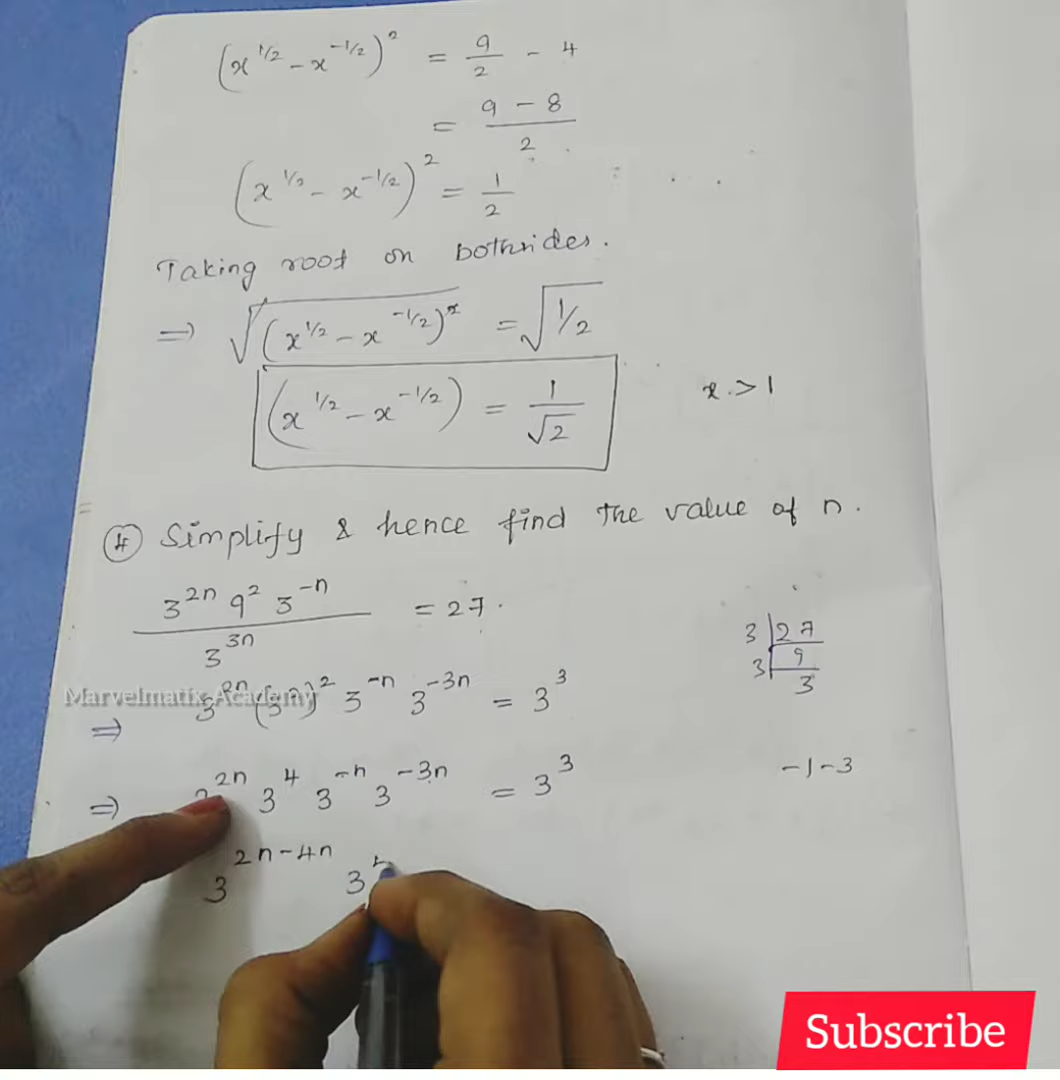 (x^1/2 - x^-1/2)^2 = 9/2 - 4
= 9 - 8 / 2
(x^1/2 - x^-1/2)^2 = 1/2
Taking root on bothsides.
=> √(x^1/2 - x^-1/2)^2 = √1/2
(x^1/2 - x^-1/2) = 1/√2 x > 1
④ Simplify & hence find the value of n.
3^2n 9^2 3^-n / 3^3n = 27.
3 | 27
3 | 9
3
Marvelmatix Academy
=> 3^2n (3^2)^2 3^-n 3^-3n = 3^3
=> 3^2n 3^4 3^-n 3^-3n = 3^3 -1-3
3^2n-4n 3
Subscribe